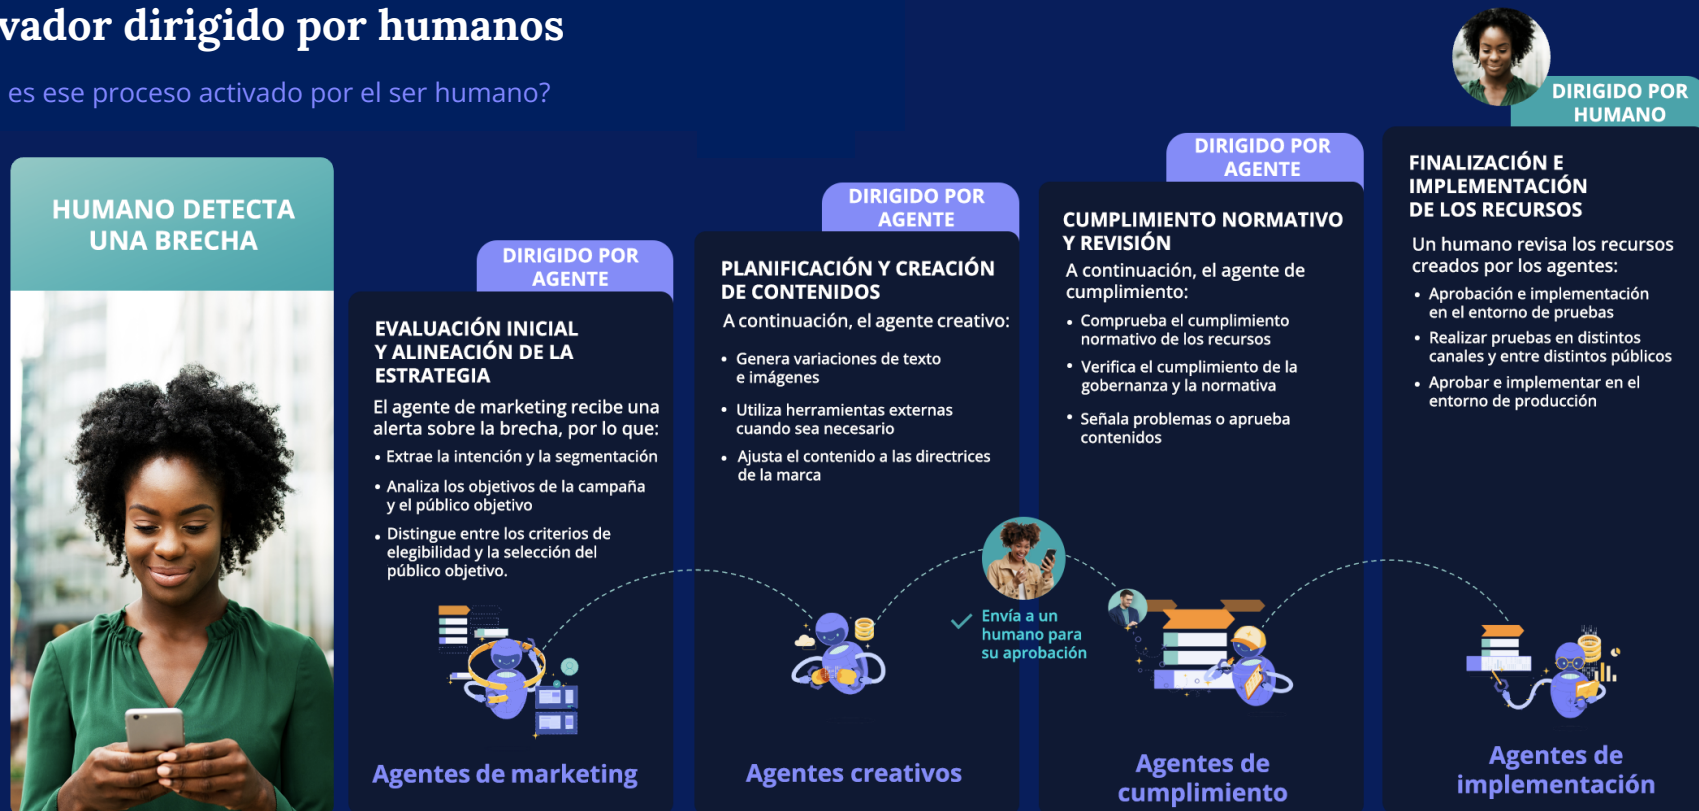 vador dirigido por humanos
es ese proceso activado por el ser humano?
HUMANO DETECTA
UNA BRECHA
DIRIGIDO POR
AGENTE
EVALUACIÓN INICIAL
Y ALINEACIÓN DE LA
ESTRATEGIA
El agente de marketing recibe una
alerta sobre la brecha, por lo que:
• Extrae la intención y la segmentación
• Analiza los objetivos de la campaña
y el público objetivo
• Distingue entre los criterios de
elegibilidad y la selección del
público objetivo.
Agentes de marketing
DIRIGIDO POR
AGENTE
PLANIFICACIÓN Y CREACIÓN
DE CONTENIDOS
A continuación, el agente creativo:
• Genera variaciones de texto
e imágenes
• Utiliza herramientas externas
cuando sea necesario
• Ajusta el contenido a las directrices
de la marca
Envía a un
humano para
su aprobación
Agentes creativos
DIRIGIDO POR
AGENTE
CUMPLIMIENTO NORMATIVO
Y REVISIÓN
A continuación, el agente de
cumplimiento:
• Comprueba el cumplimiento
normativo de los recursos
• Verifica el cumplimiento de la
gobernanza y la normativa
• Señala problemas o aprueba
contenidos
Agentes de
cumplimiento
DIRIGIDO POR
HUMANO
FINALIZACIÓN E
IMPLEMENTACIÓN
DE LOS RECURSOS
Un humano revisa los recursos
creados por los agentes:
• Aprobación e implementación
en el entorno de pruebas
• Realizar pruebas en distintos
canales y entre distintos públicos
• Aprobar e implementar en el
entorno de producción
Agentes de
implementación